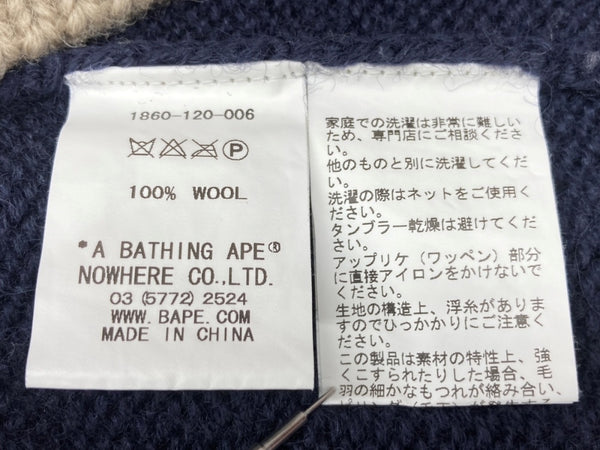 1860-120-006
P
100% WOOL
*A BATHING APE®
NOWHERE CO.,LTD.
03 (5772) 2524
WWW.BAPE.COM
MADE IN CHINA
家庭での洗濯は非常に難しい
ため、専門店にご相談くださ
い。
他のものと別に洗濯してくだ
さい。
洗濯の際はネットをご使用く
ださい。
タンブラー乾燥は避けてくだ
さい。
アップリケ（ワッペン）部分
に直接アイロンをかけないで
ください。
生地の構造上、浮糸がありま
すのでひっかかりにご注意く
ださい。
この製品は素材の特性上、強
くこすられたりした場合、毛
羽の細かなもつれが絡み合い、